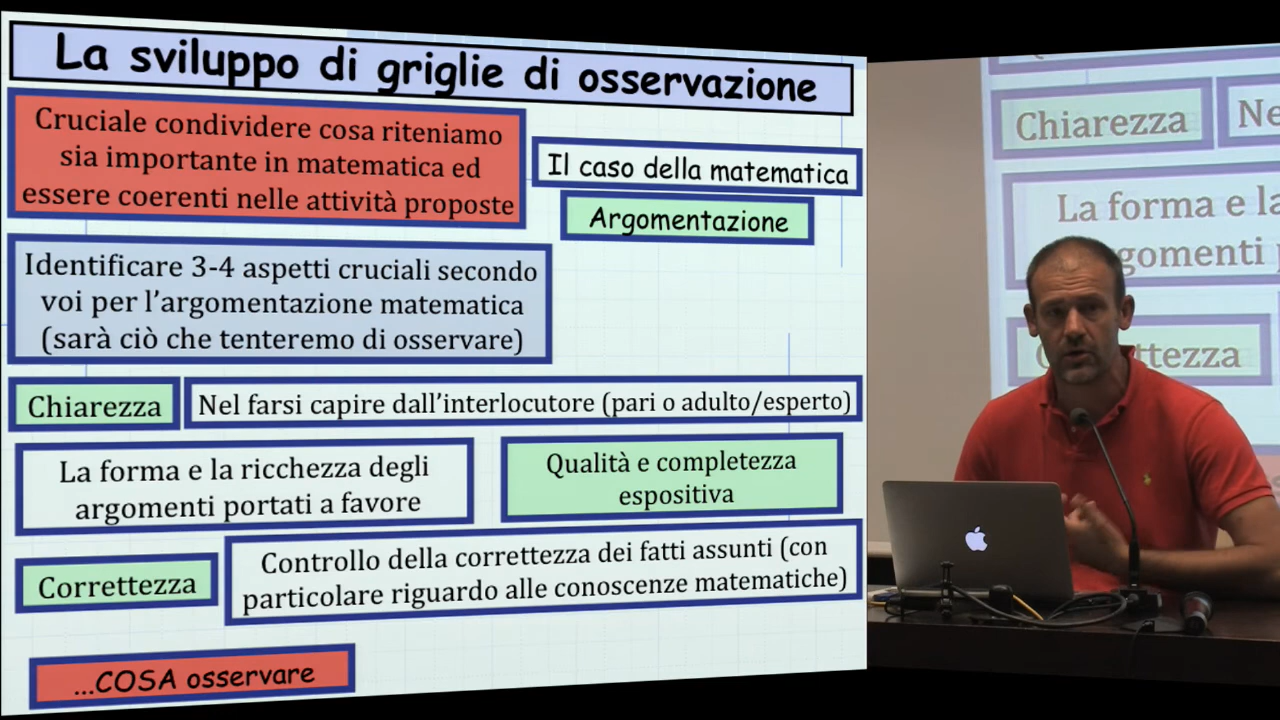 La sviluppo di griglie di osservazione
Cruciale condividere cosa riteniamo
sia importante in matematica ed
essere coerenti nelle attività proposte
Il caso della matematica
Argomentazione
Identificare 3-4 aspetti cruciali secondo
voi per l'argomentazione matematica
(sarà ciò che tenteremo di osservare)
Chiarezza
Nel farsi capire dall'interlocutore (pari o adulto/esperto)
La forma e la ricchezza degli
argomenti portati a favore
Qualità e completezza
espositiva
Correttezza
Controllo della correttezza dei fatti assunti (con
particolare riguardo alle conoscenze matematiche)
...COSA osservare
Chiarezza
Ne
La forma e la
gomenti
ttezza